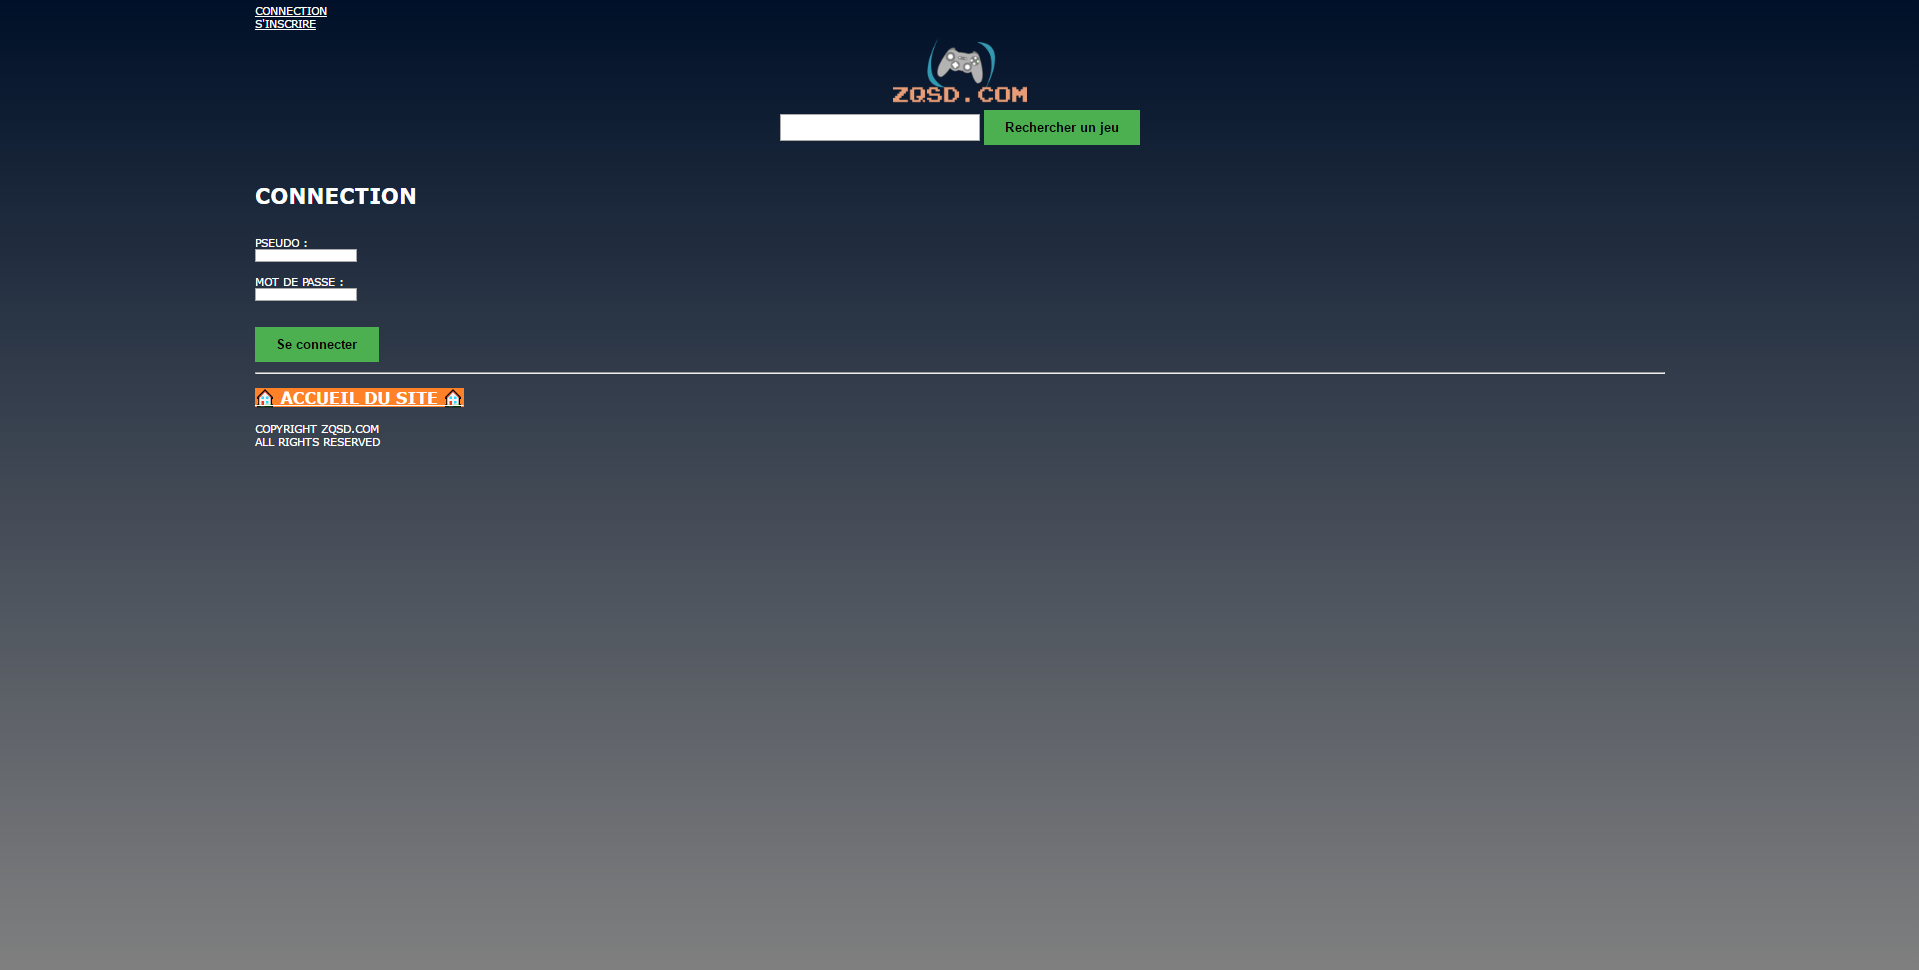 CONNECTION
S'INSCRIRE
ZQSD.COM
Rechercher un jeu
CONNECTION
PSEUDO :
MOT DE PASSE :
Se connecter
🏠 ACCUEIL DU SITE 🏠
COPYRIGHT ZQSD.COM
ALL RIGHTS RESERVED